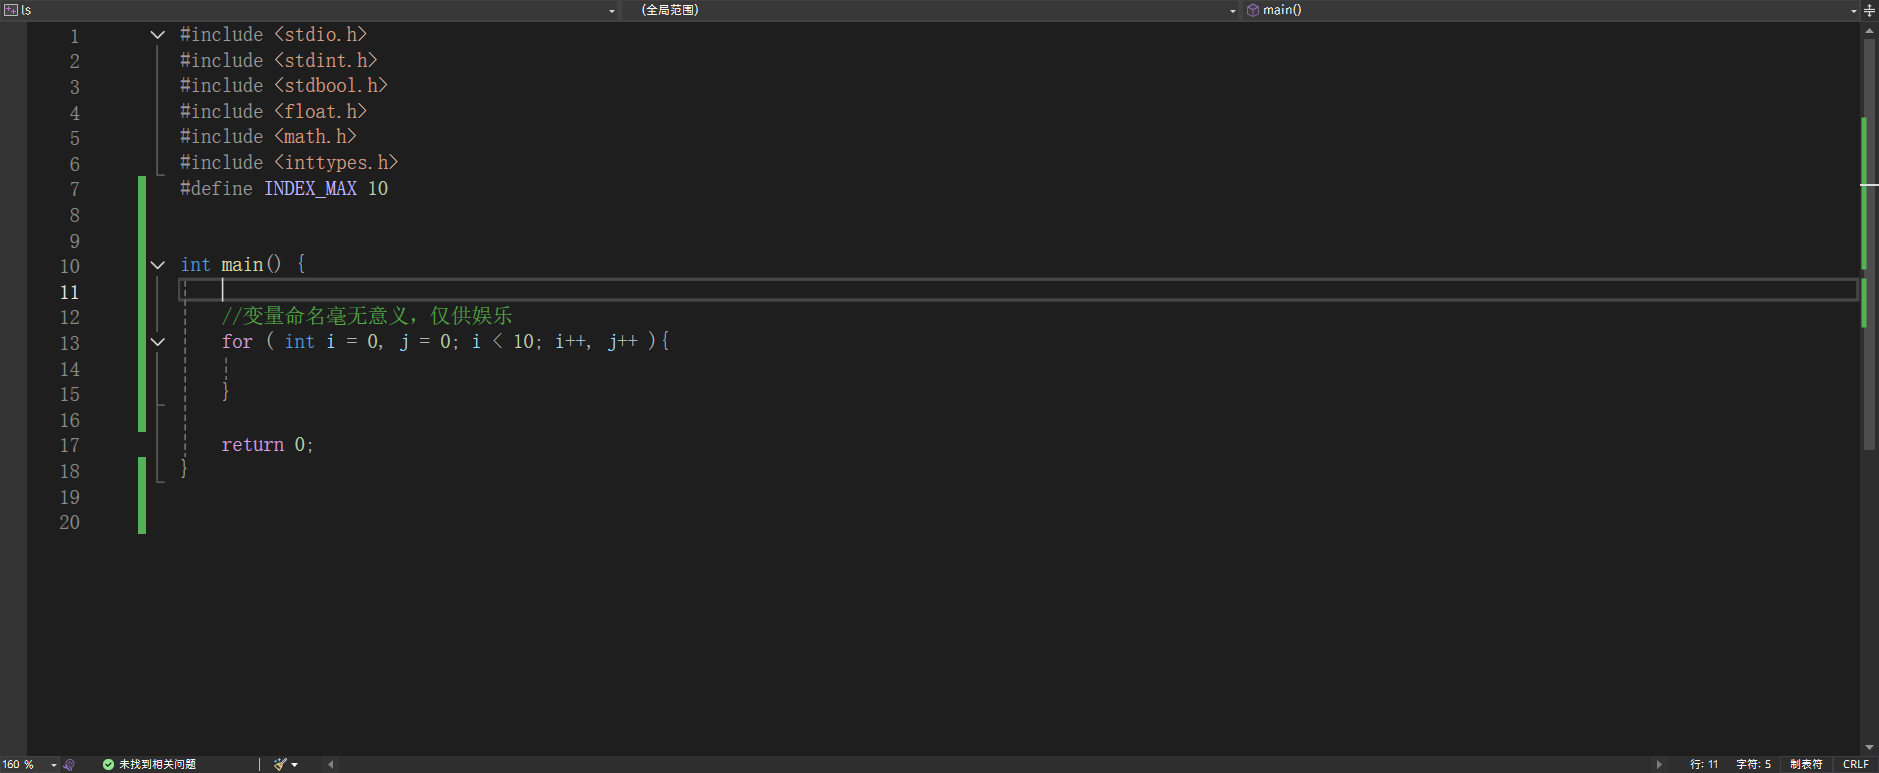 ls (全局范围) main()
1 #include <stdio.h>
2 #include <stdint.h>
3 #include <stdbool.h>
4 #include <float.h>
5 #include <math.h>
6 #include <inttypes.h>
7 #define INDEX_MAX 10
8
9
10 int main() {
11
12 //变量命名毫无意义，仅供娱乐
13 for ( int i = 0, j = 0; i < 10; i++, j++ ){
14
15 }
16
17 return 0;
18 }
19
20
160 % 未找到相关问题 行: 11 字符: 5 制表符 CRLF